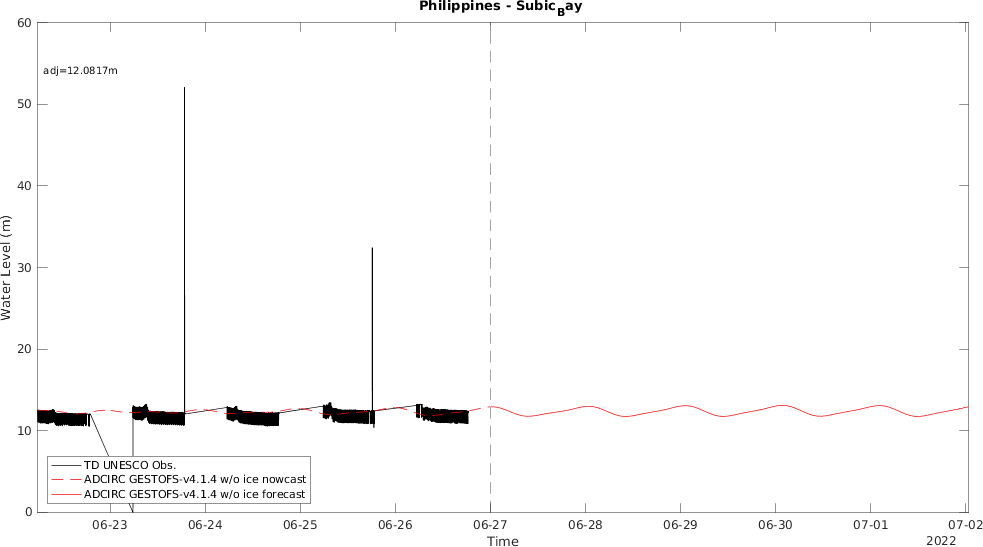 Philippines - Subic_Bay
adj=12.0817m
60
50
40
30
20
10
0
Water Level (m)
TD UNESCO Obs.
ADCIRC GESTOFS-v4.1.4 w/o ice nowcast
ADCIRC GESTOFS-v4.1.4 w/o ice forecast
06-23 06-24 06-25 06-26 06-27 06-28 06-29 06-30 07-01 07-02
Time
2022